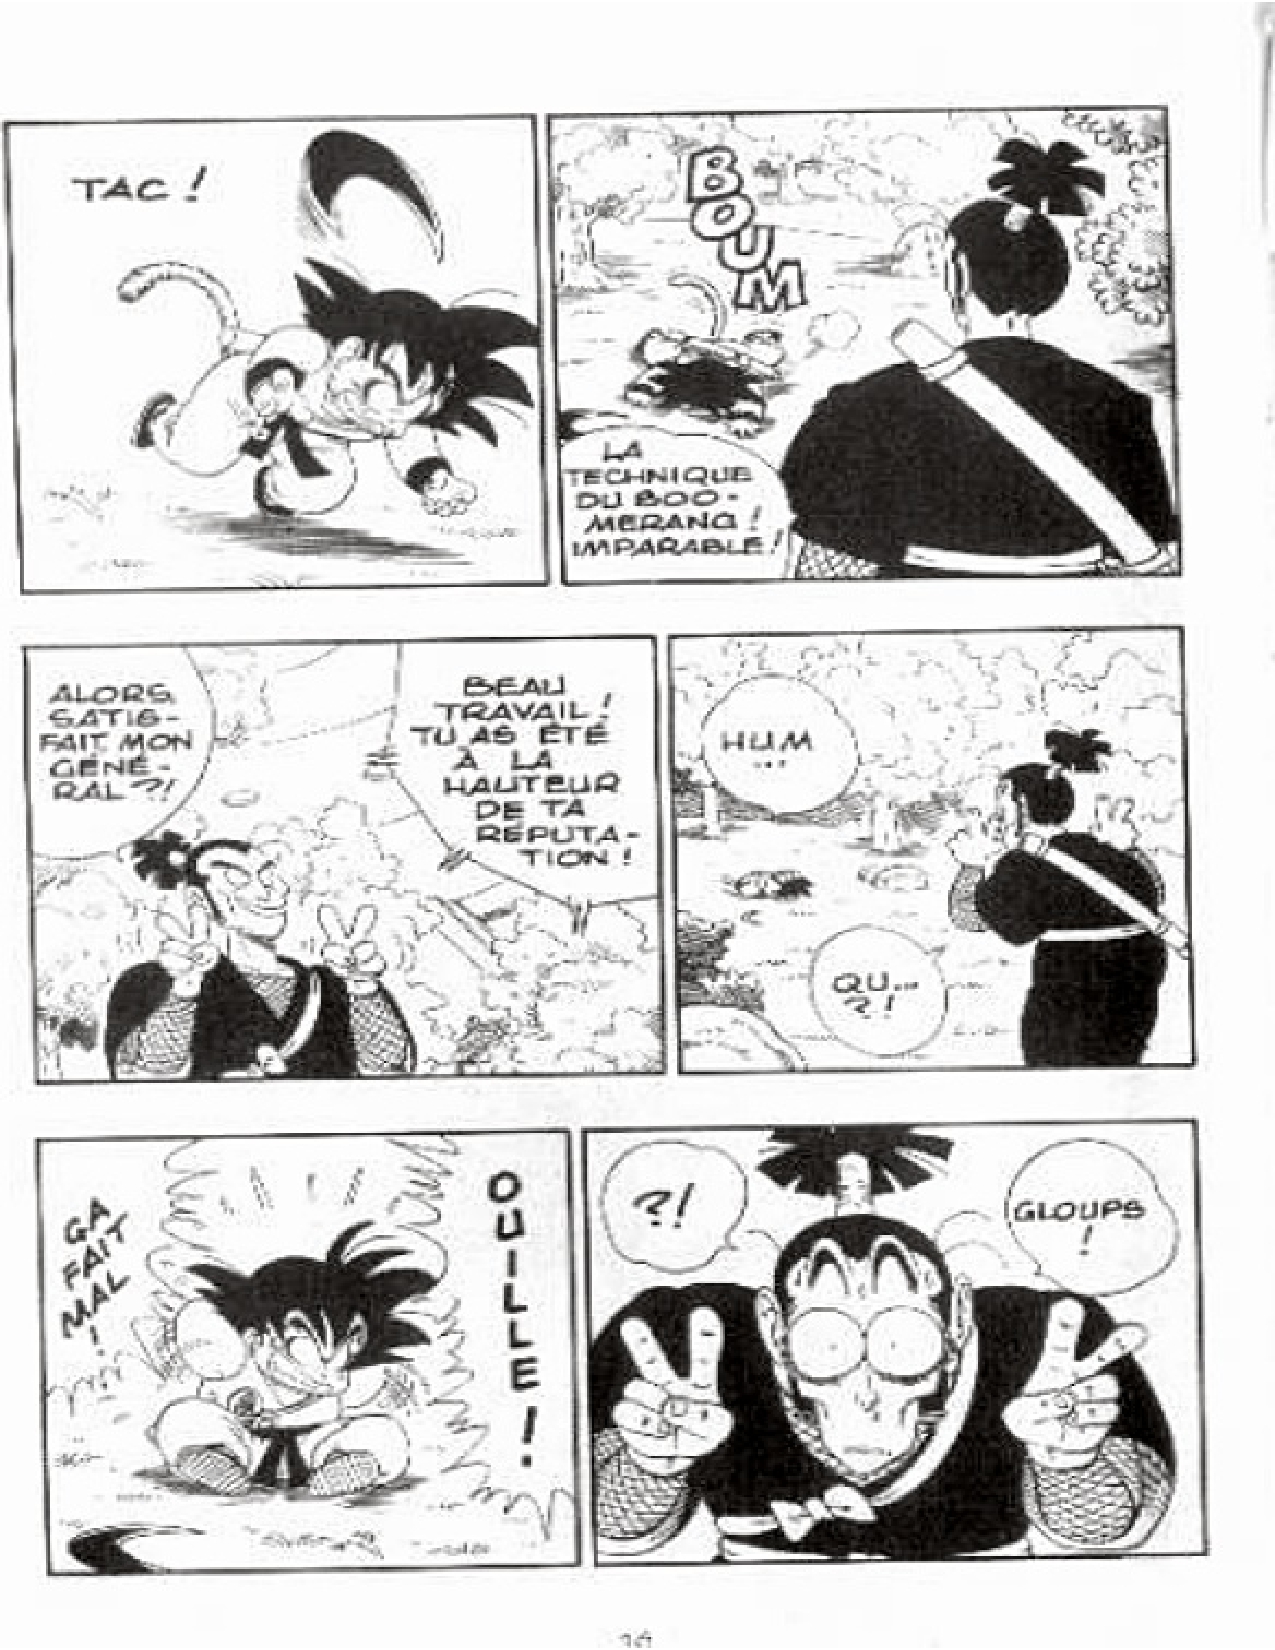 TAC !
BOUM
LA
TECHNIQUE
DU BOO-
MERANG !
IMPARABLE !
ALORS,
SATIS-
FAIT, MON
GÉNÉ-
RAL ?!
BEAU
TRAVAIL !
TU AS ÉTÉ
À LA
HAUTEUR
DE TA
RÉPUTA-
TION !
HUM
...
QU...
?!
ÇA
FAIT
MAL !
OUILLE !
?!
GLOUPS
!